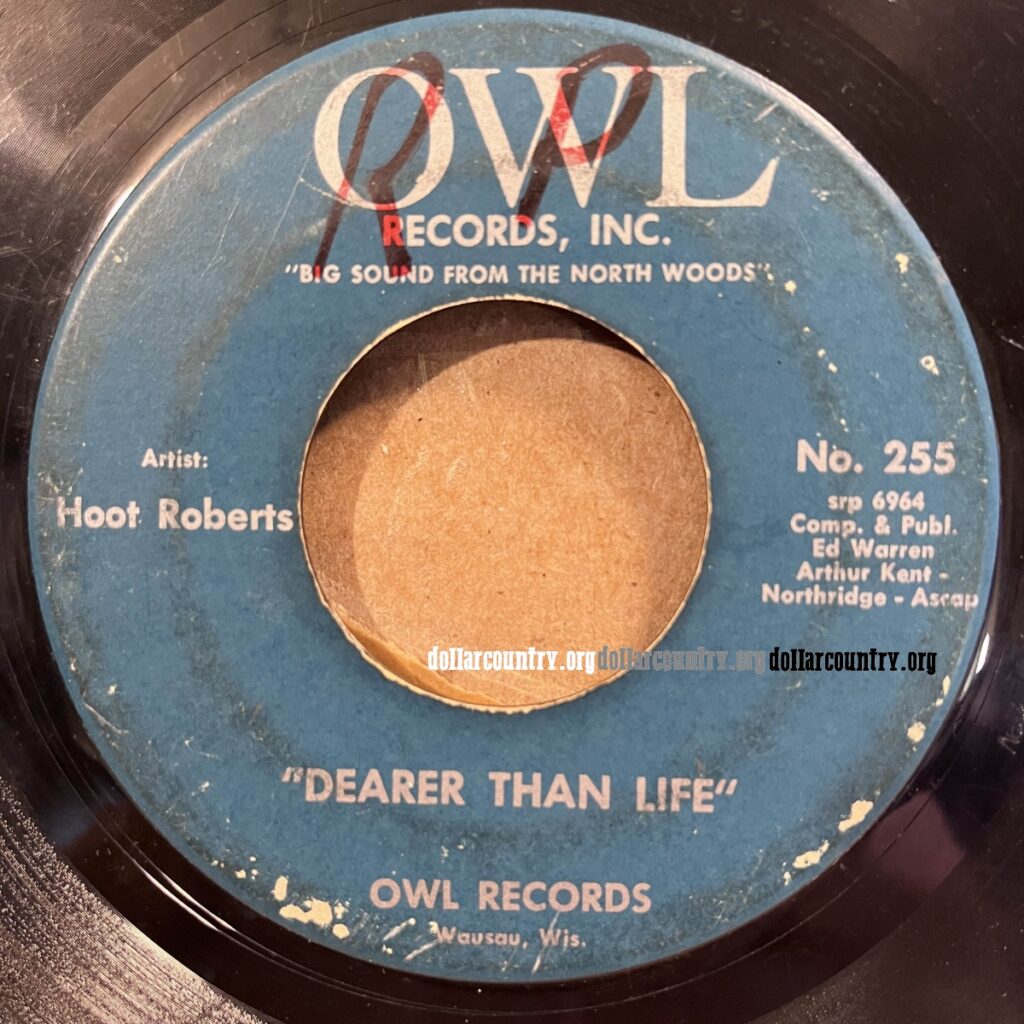 OWL
RR
RECORDS, INC.
"BIG SOUND FROM THE NORTH WOODS"
Artist:
Hoot Roberts
No. 255
srp 6964
Comp. & Publ.
Ed Warren
Arthur Kent -
Northridge - Ascap
dollarcountry.org dollarcountry.org dollarcountry.org
"DEARER THAN LIFE"
OWL RECORDS
Wausau, Wis.